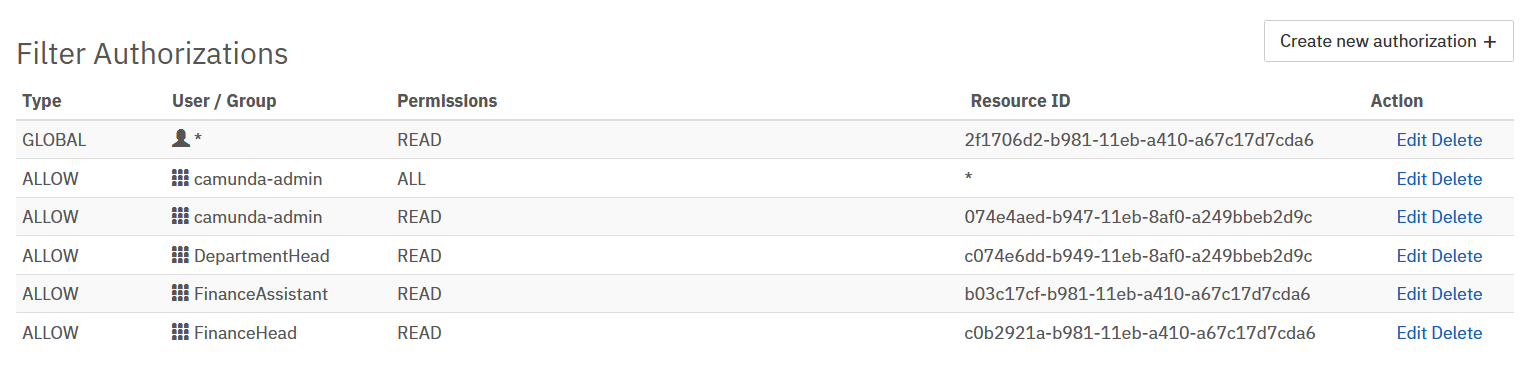 Filter Authorizations
Create new authorization +
Type User / Group Permissions Resource ID Action
GLOBAL * READ 2f1706d2-b981-11eb-a410-a67c17d7cda6 Edit Delete
ALLOW camunda-admin ALL * Edit Delete
ALLOW camunda-admin READ 074e4aed-b947-11eb-8af0-a249bbeb2d9c Edit Delete
ALLOW DepartmentHead READ c074e6dd-b949-11eb-8af0-a249bbeb2d9c Edit Delete
ALLOW FinanceAssistant READ b03c17cf-b981-11eb-a410-a67c17d7cda6 Edit Delete
ALLOW FinanceHead READ c0b2921a-b981-11eb-a410-a67c17d7cda6 Edit Delete